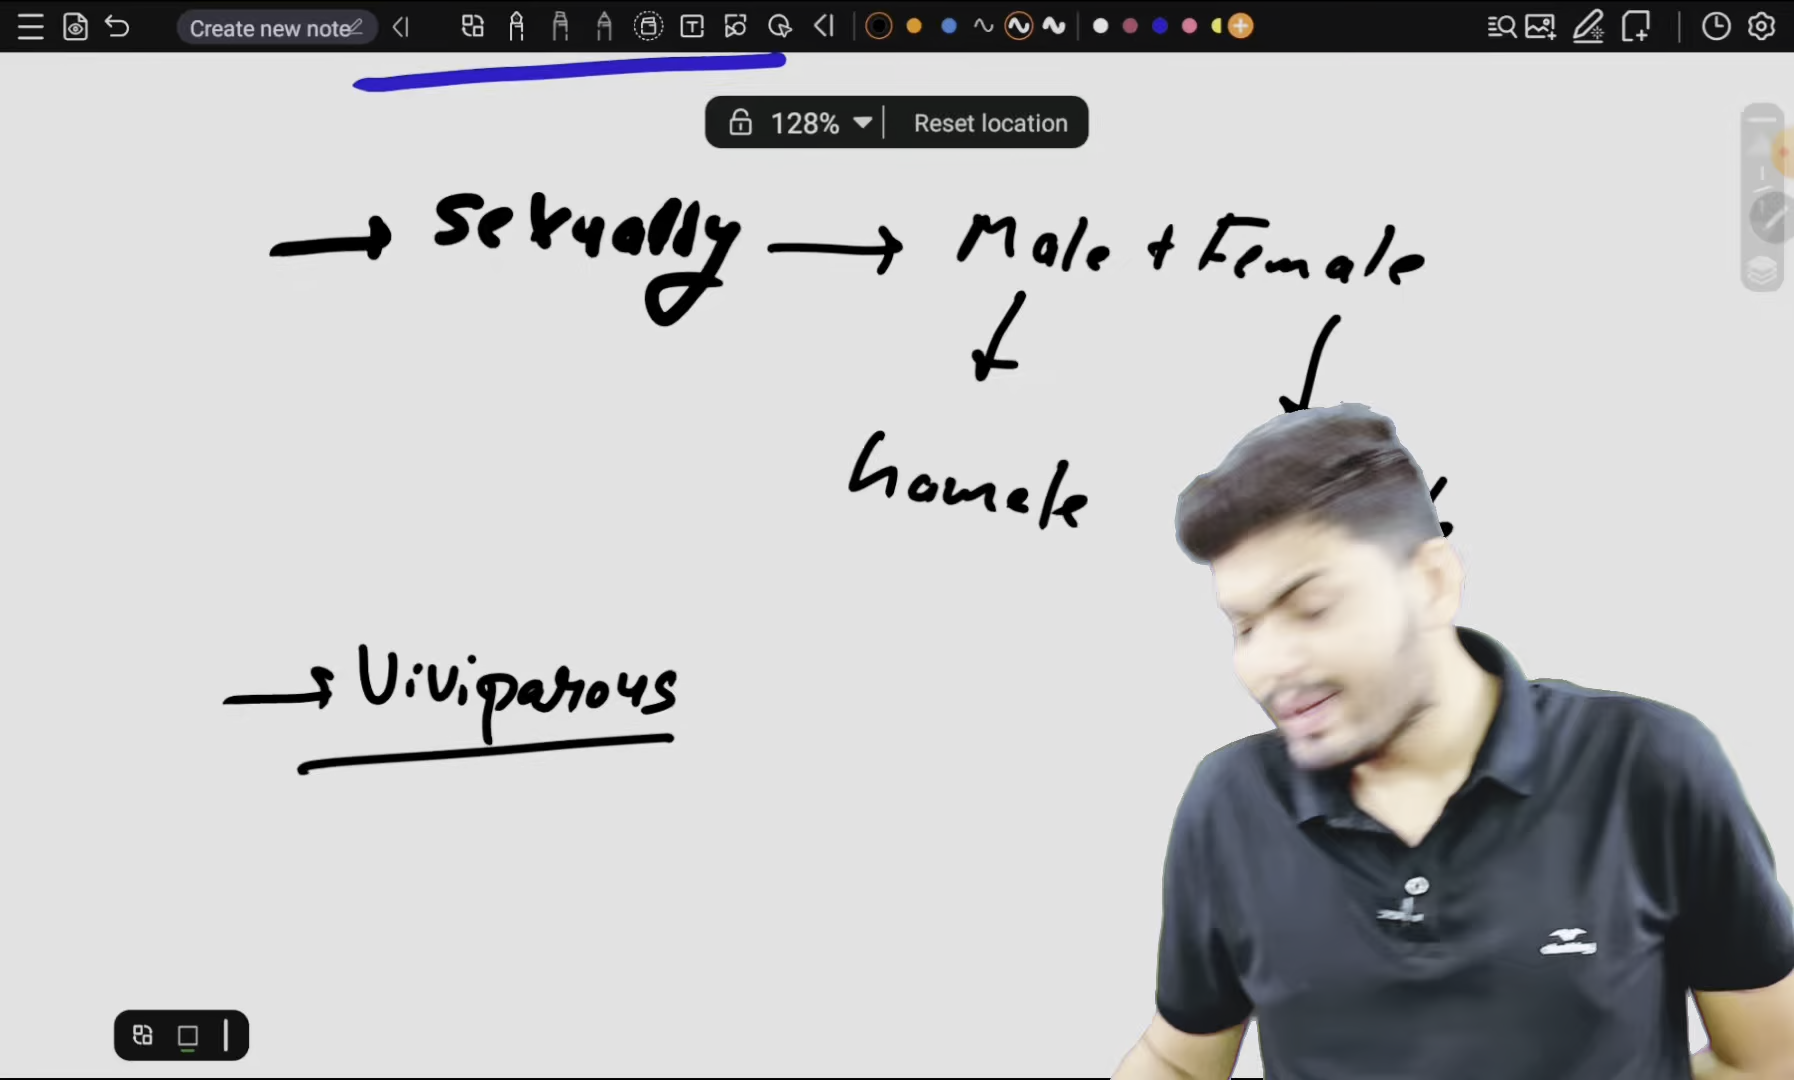 Create new note
128% Reset location
→ Sexually → Male + Female
Gamete
→ Viviparous